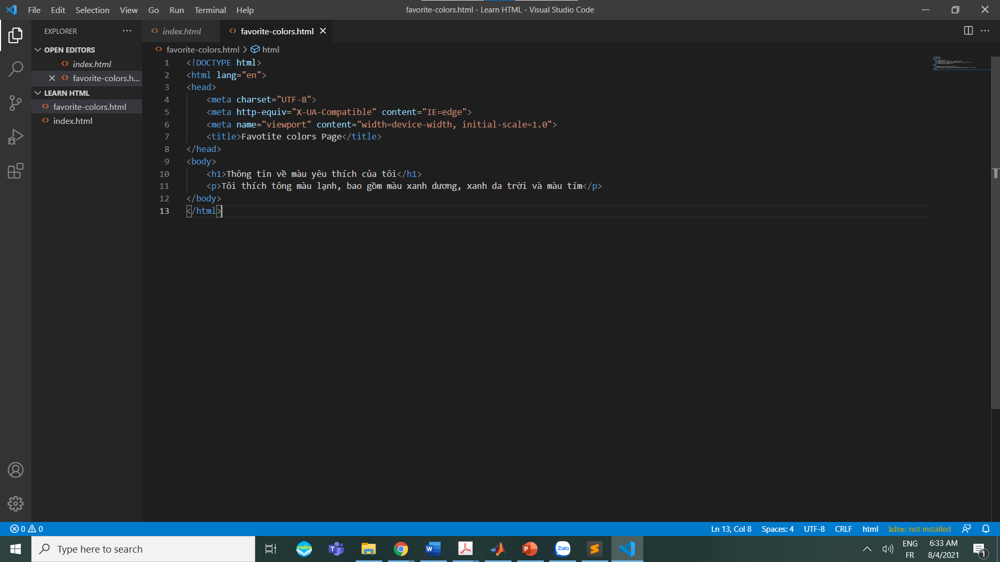 File Edit Selection View Go Run Terminal Help
favorite-colors.html - Learn HTML - Visual Studio Code
EXPLORER
index.html
favorite-colors.html
OPEN EDITORS
index.html
favorite-colors.h...
LEARN HTML
favorite-colors.html
index.html
favorite-colors.html > html
1 <!DOCTYPE html>
2 <html lang="en">
3 <head>
4 <meta charset="UTF-8">
5 <meta http-equiv="X-UA-Compatible" content="IE=edge">
6 <meta name="viewport" content="width=device-width, initial-scale=1.0">
7 <title>Favotite colors Page</title>
8 </head>
9 <body>
10 <h1>Thông tin về màu yêu thích của tôi</h1>
11 <p>Tôi thích tông màu lạnh, bao gồm màu xanh dương, xanh da trời và màu tím</p>
12 </body>
13 </html>
0 0
Ln 13, Col 8 Spaces: 4 UTF-8 CRLF html kite: not installed
Type here to search
Zalo
ENG
FR
6:33 AM
8/4/2021
1